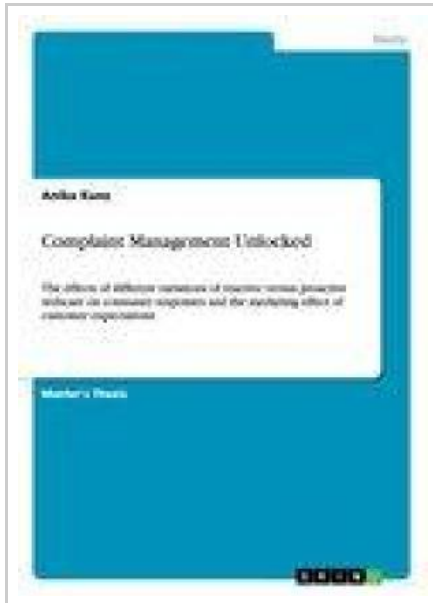 Anika Kunz
Complaint Management Unlocked
The effects of different variations of reactive versus proactive
webcare on consumer responses and the mediating effect of
customer expectations
Master's Thesis
GRIN